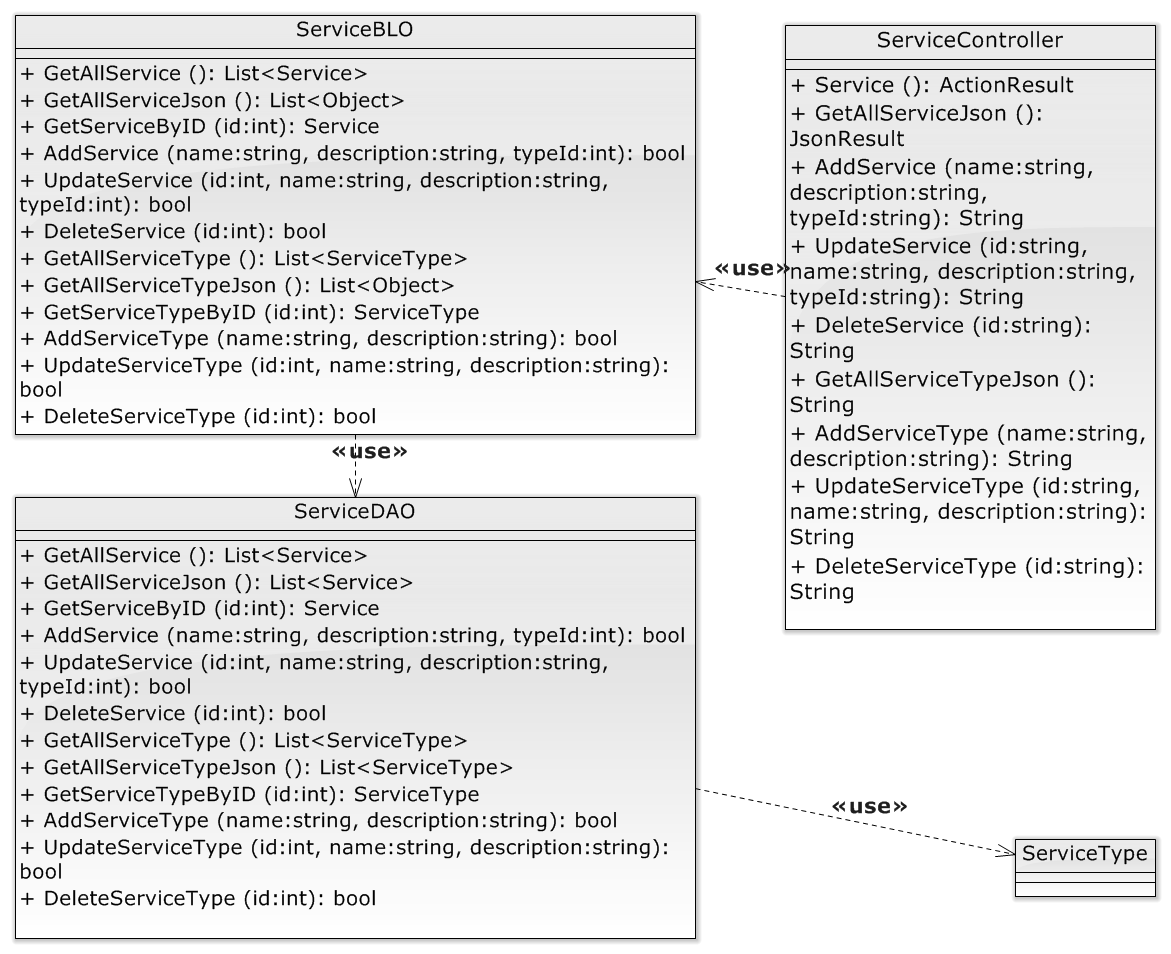 ServiceBLO
+ GetAllService (): List<Service>
+ GetAllServiceJson (): List<Object>
+ GetServiceByID (id:int): Service
+ AddService (name:string, description:string, typeId:int): bool
+ UpdateService (id:int, name:string, description:string,
typeId:int): bool
+ DeleteService (id:int): bool
+ GetAllServiceType (): List<ServiceType>
+ GetAllServiceTypeJson (): List<Object>
+ GetServiceTypeByID (id:int): ServiceType
+ AddServiceType (name:string, description:string): bool
+ UpdateServiceType (id:int, name:string, description:string):
bool
+ DeleteServiceType (id:int): bool
«use»
ServiceController
+ Service (): ActionResult
+ GetAllServiceJson ():
JsonResult
+ AddService (name:string,
description:string,
typeId:string): String
+ UpdateService (id:string,
name:string, description:string,
typeId:string): String
+ DeleteService (id:string):
String
+ GetAllServiceTypeJson ():
String
+ AddServiceType (name:string,
description:string): String
+ UpdateServiceType (id:string,
name:string, description:string):
String
+ DeleteServiceType (id:string):
String
«use»
ServiceDAO
+ GetAllService (): List<Service>
+ GetAllServiceJson (): List<Service>
+ GetServiceByID (id:int): Service
+ AddService (name:string, description:string, typeId:int): bool
+ UpdateService (id:int, name:string, description:string,
typeId:int): bool
+ DeleteService (id:int): bool
+ GetAllServiceType (): List<ServiceType>
+ GetAllServiceTypeJson (): List<ServiceType>
+ GetServiceTypeByID (id:int): ServiceType
+ AddServiceType (name:string, description:string): bool
+ UpdateServiceType (id:int, name:string, description:string):
bool
+ DeleteServiceType (id:int): bool
«use»
ServiceType